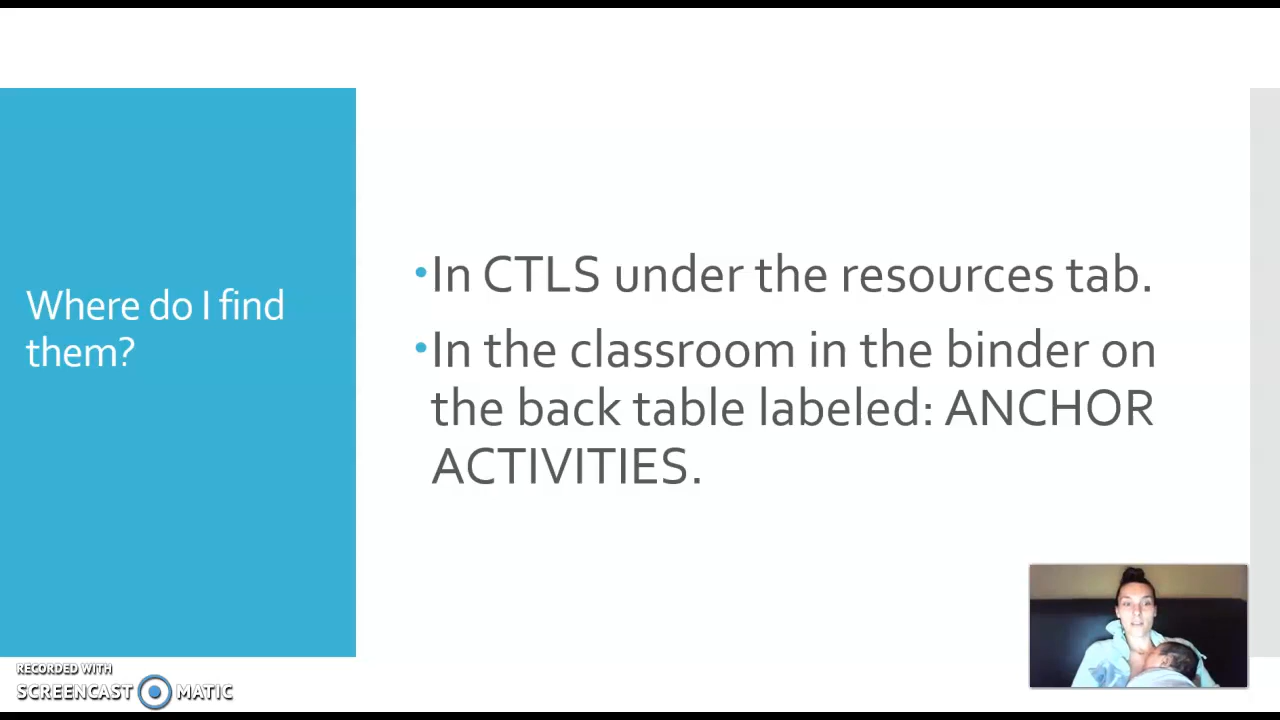 Where do I find
them?
•In CTLS under the resources tab.
•In the classroom in the binder on
the back table labeled: ANCHOR
ACTIVITIES.
RECORDED WITH
SCREENCAST MATIC